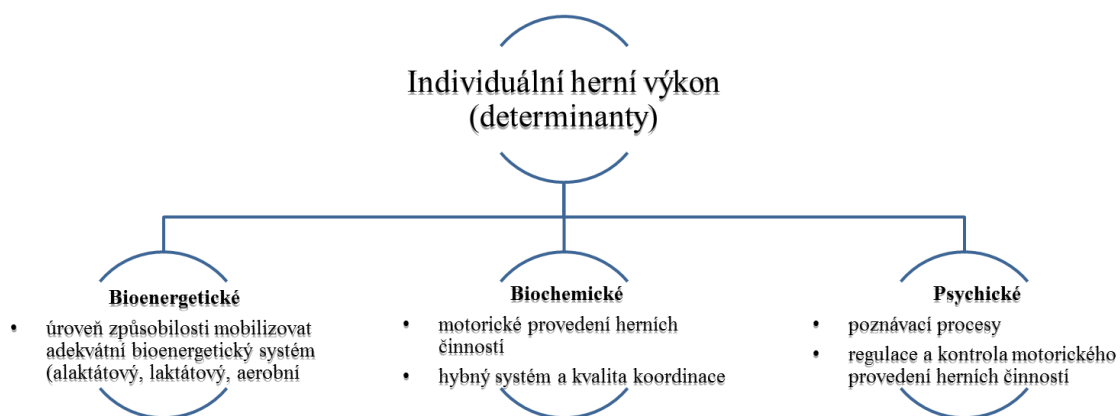 Individuální herní výkon
(determinanty)
Bioenergetické
• úroveň způsobilosti mobilizovat
adekvátní bioenergetický systém
(alaktátový, laktátový, aerobní
Biochemické
• motorické provedení herních
činností
• hybný systém a kvalita koordinace
Psychické
• poznávací procesy
• regulace a kontrola motorického
provedení herních činností